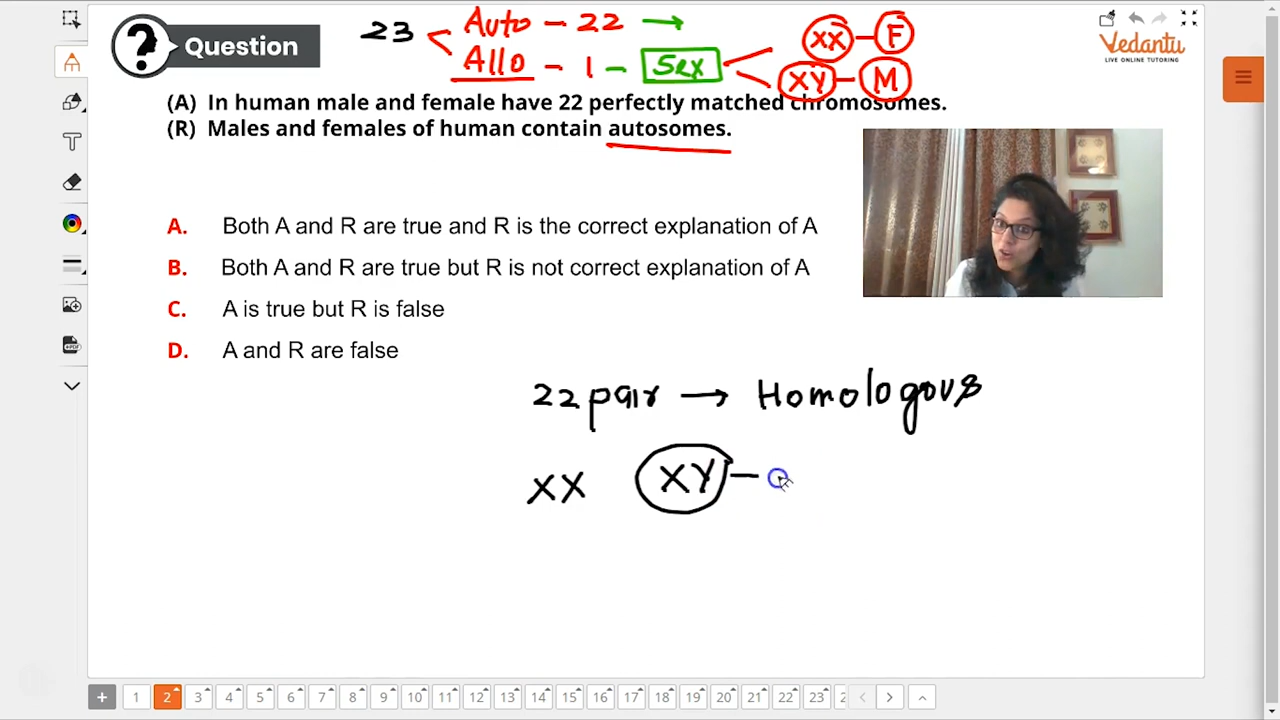 23 < Auto - 22 →
Allo - 1 - Sex
XX - F
XY - M
? Question
Vedantu
LIVE ONLINE TUTORING
(A) In human male and female have 22 perfectly matched chromosomes.
(R) Males and females of human contain autosomes.
A. Both A and R are true and R is the correct explanation of A
B. Both A and R are true but R is not correct explanation of A
C. A is true but R is false
D. A and R are false
22 pair → Homologous
XX XY -
+ 1 2 3 4 5 6 7 8 9 10 11 12 13 14 15 16 17 18 19 20 21 22 23 2